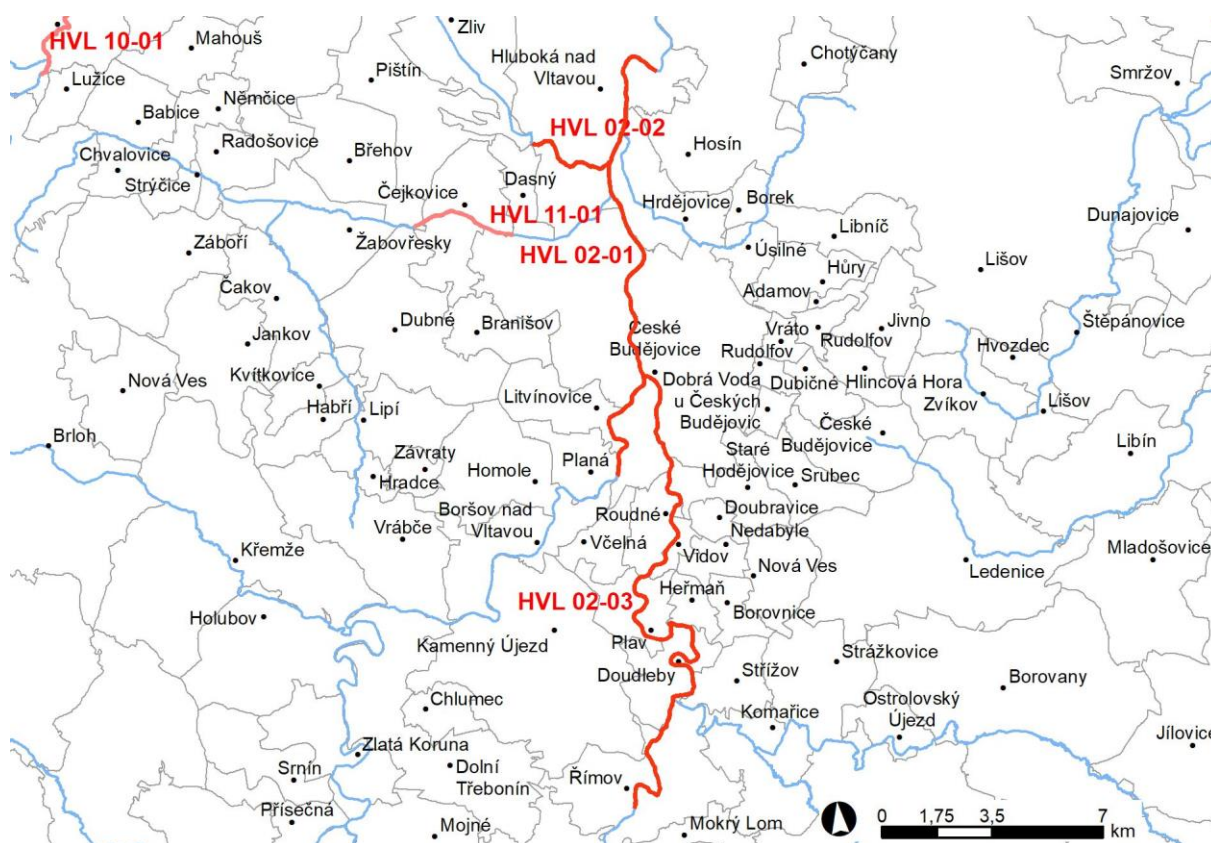 HVL 10-01
Mahouš
Zliv
Hluboká nad
Vltavou
Chotýčany
Smržov
Lužice
Pištín
Babice
Němčice
HVL 02-02
Radošovice
Břehov
Hosín
Chvalovice
Strýčice
Čejkovice
Dasný
Hrdějovice
Borek
Dunajovice
HVL 11-01
Záboří
Žabovřesky
HVL 02-01
Úsilné
Libníč
Lišov
Hůry
Čakov
Adamov
Jankov
Dubné
Branišov
České
Budějovice
Vráto
Rudolfov
Jivno
Štěpánovice
Rudolfov
Hvozdec
Nová Ves
Kvítkovice
Dobrá Voda
u Českých
Budějovic
Dubičné
Hlincová Hora
Zvíkov
Habří
Lipí
Litvínovice
Lišov
Brloh
České
Budějovice
Libín
Závraty
Homole
Planá
Staré
Hodějovice
Srubec
Hradce
Boršov nad
Vltavou
Roudné
Doubravice
Vrábče
Včelná
Nedabyle
Vidov
Křemže
Nová Ves
Ledenice
Mladošovice
Heřmaň
HVL 02-03
Borovnice
Holubov
Kamenný Újezd
Plav
Doudleby
Střížov
Strážkovice
Borovany
Chlumec
Komařice
Ostrolovský
Újezd
Jílovice
Zlatá Koruna
Srnín
Dolní
Třebonín
Římov
Přísečná
Mojné
Mokrý Lom
0 1,75 3,5 7
km